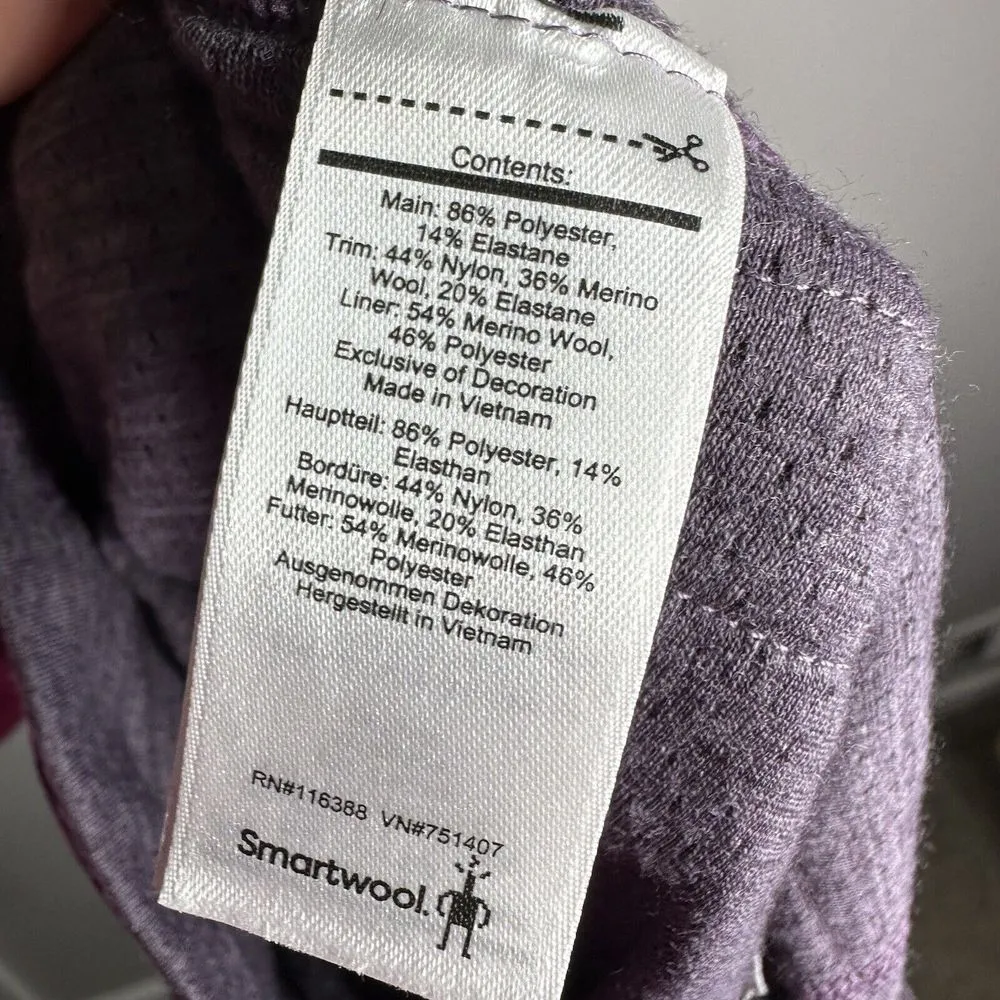 Contents:
Main: 86% Polyester,
14% Elastane
Trim: 44% Nylon, 36% Merino
Wool, 20% Elastane
Liner: 54% Merino Wool,
46% Polyester
Exclusive of Decoration
Made in Vietnam
Hauptteil: 86% Polyester, 14%
Elasthan
Bordüre: 44% Nylon, 36%
Merinowolle, 20% Elasthan
Futter: 54% Merinowolle, 46%
Polyester
Ausgenommen Dekoration
Hergestellt in Vietnam
RN#116388 VN#751407
Smartwool.